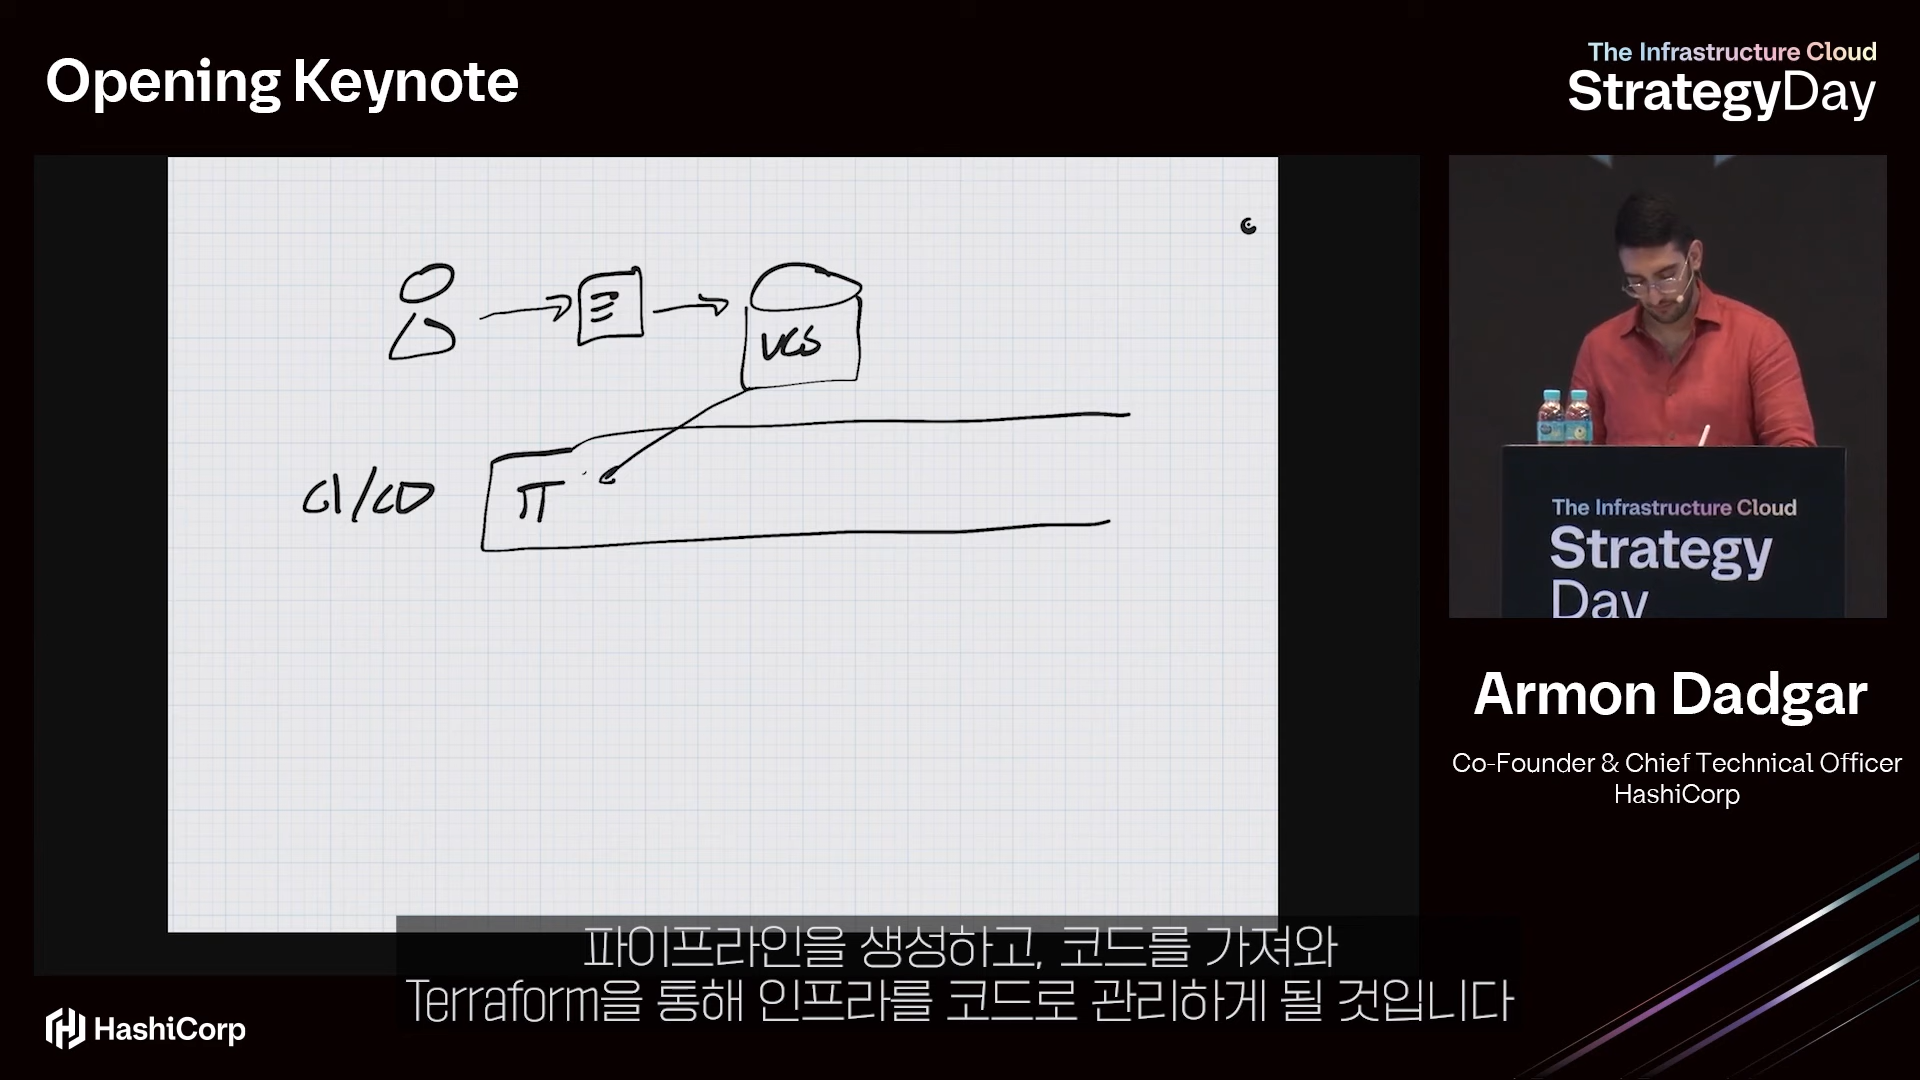 Opening Keynote
The Infrastructure Cloud
StrategyDay
VCS
CI/CD
The Infrastructure Cloud
Strategy
Day
Armon Dadgar
Co-Founder & Chief Technical Officer
HashiCorp
파이프라인을 생성하고, 코드를 가져와
Terraform을 통해 인프라를 코드로 관리하게 될 것입니다
HashiCorp